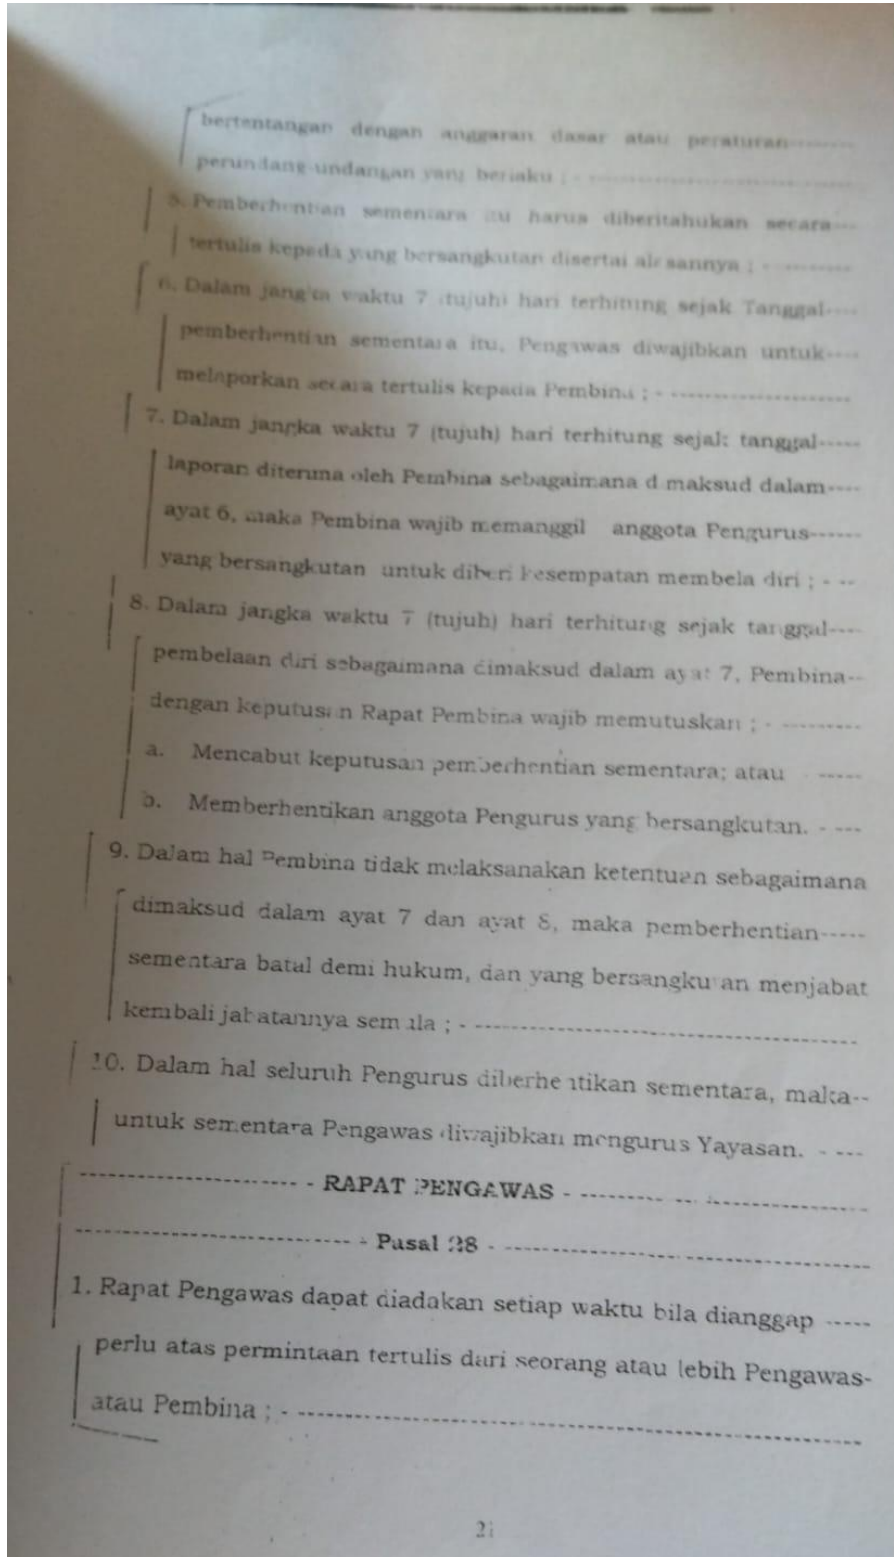 bertentangan dengan anggaran dasar atau peraturan--------
perundang-undangan yang berlaku ; - ------------------------------
5. Pemberhentian sementara itu harus diberitahukan secara---
tertulis kepada yang bersangkutan disertai alasannya ; - ---------
6. Dalam jangka waktu 7 (tujuh) hari terhitung sejak Tanggal----
pemberhentian sementara itu, Pengawas diwajibkan untuk----
melaporkan secara tertulis kepada Pembina ; - ---------------------
7. Dalam jangka waktu 7 (tujuh) hari terhitung sejak tanggal-----
laporan diterima oleh Pembina sebagaimana dimaksud dalam----
ayat 6, maka Pembina wajib memanggil anggota Pengurus------
yang bersangkutan untuk diberi kesempatan membela diri ; - --
8. Dalam jangka waktu 7 (tujuh) hari terhitung sejak tanggal----
pembelaan diri sebagaimana dimaksud dalam ayat 7, Pembina--
dengan keputusan Rapat Pembina wajib memutuskan ; - ---------
a. Mencabut keputusan pemberhentian sementara; atau - -----
b. Memberhentikan anggota Pengurus yang bersangkutan. - ---
9. Dalam hal Pembina tidak melaksanakan ketentuan sebagaimana
dimaksud dalam ayat 7 dan ayat 8, maka pemberhentian-----
sementara batal demi hukum, dan yang bersangkutan menjabat
kembali jabatannya semula ; - ------------------------------------------
10. Dalam hal seluruh Pengurus diberhentikan sementara, maka--
untuk sementara Pengawas diwajibkan mengurus Yayasan. - ---
----------------------- - RAPAT PENGAWAS - ------------------------------
---------------------------- - Pasal 28 - --------------------------------------
1. Rapat Pengawas dapat diadakan setiap waktu bila dianggap -----
perlu atas permintaan tertulis dari seorang atau lebih Pengawas-
atau Pembina ; - ------------------------------------------------------------